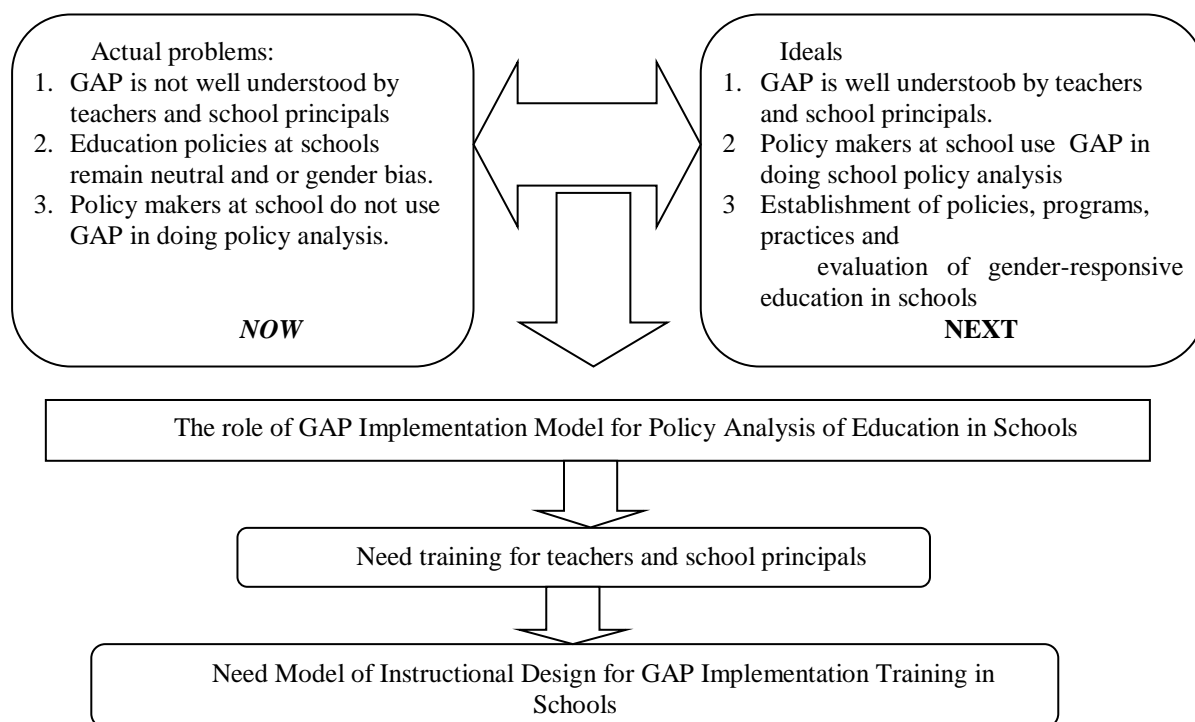 Actual problems:
1. GAP is not well understood by
teachers and school principals
2. Education policies at schools
remain neutral and or gender bias.
3. Policy makers at school do not use
GAP in doing policy analysis.
NOW
Ideals
1. GAP is well understoob by teachers
and school principals.
2 Policy makers at school use GAP in
doing school policy analysis
3 Establishment of policies, programs,
practices and
evaluation of gender-responsive
education in schools
NEXT
The role of GAP Implementation Model for Policy Analysis of Education in Schools
Need training for teachers and school principals
Need Model of Instructional Design for GAP Implementation Training in
Schools